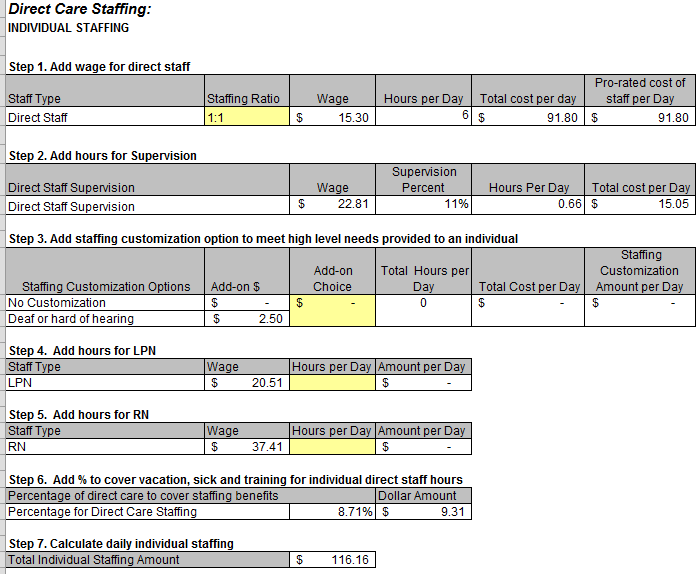 Direct Care Staffing:
INDIVIDUAL STAFFING
Step 1. Add wage for direct staff
Pro-rated cost of
Staff Type Staffing Ratio Wage Hours per Day Total cost per day staff per Day
Direct Staff 1:1 $ 15.30 6 $ 91.80 $ 91.80
Step 2. Add hours for Supervision
Supervision
Direct Staff Supervision Wage Percent Hours Per Day Total cost per Day
Direct Staff Supervision $ 22.81 11% 0.66 $ 15.05
Step 3. Add staffing customization option to meet high level needs provided to an individual
Staffing
Add-on Total Hours per Customization
Staffing Customization Options Add-on $ Choice Day Total Cost per Day Amount per Day
No Customization $ - $ - 0 $ - $ -
Deaf or hard of hearing $ 2.50
Step 4. Add hours for LPN
Staff Type Wage Hours per Day Amount per Day
LPN $ 20.51 $ -
Step 5. Add hours for RN
Staff Type Wage Hours per Day Amount per Day
RN $ 37.41 $ -
Step 6. Add % to cover vacation, sick and training for individual direct staff hours
Percentage of direct care to cover staffing benefits Dollar Amount
Percentage for Direct Care Staffing 8.71% $ 9.31
Step 7. Calculate daily individual staffing
Total Individual Staffing Amount $ 116.16